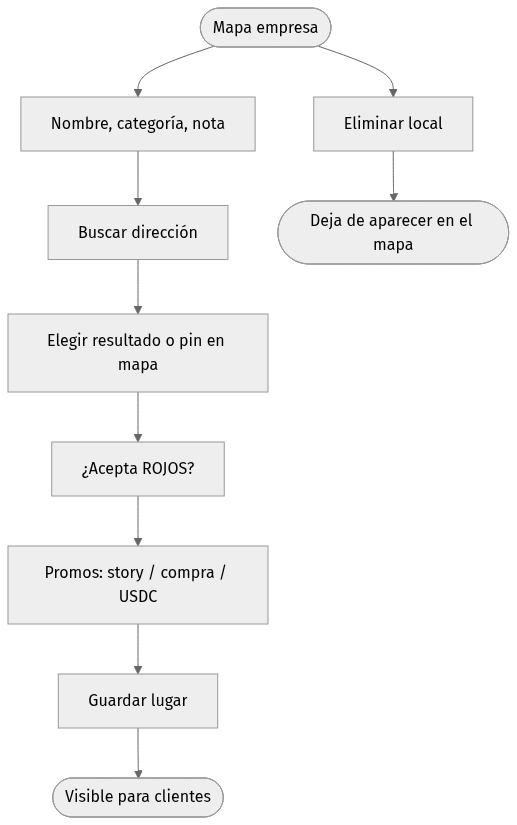 Mapa empresa
Nombre, categoría, nota
Eliminar local
Buscar dirección
Deja de aparecer en el
mapa
Elegir resultado o pin en
mapa
¿Acepta ROJOS?
Promos: story / compra /
USDC
Guardar lugar
Visible para clientes